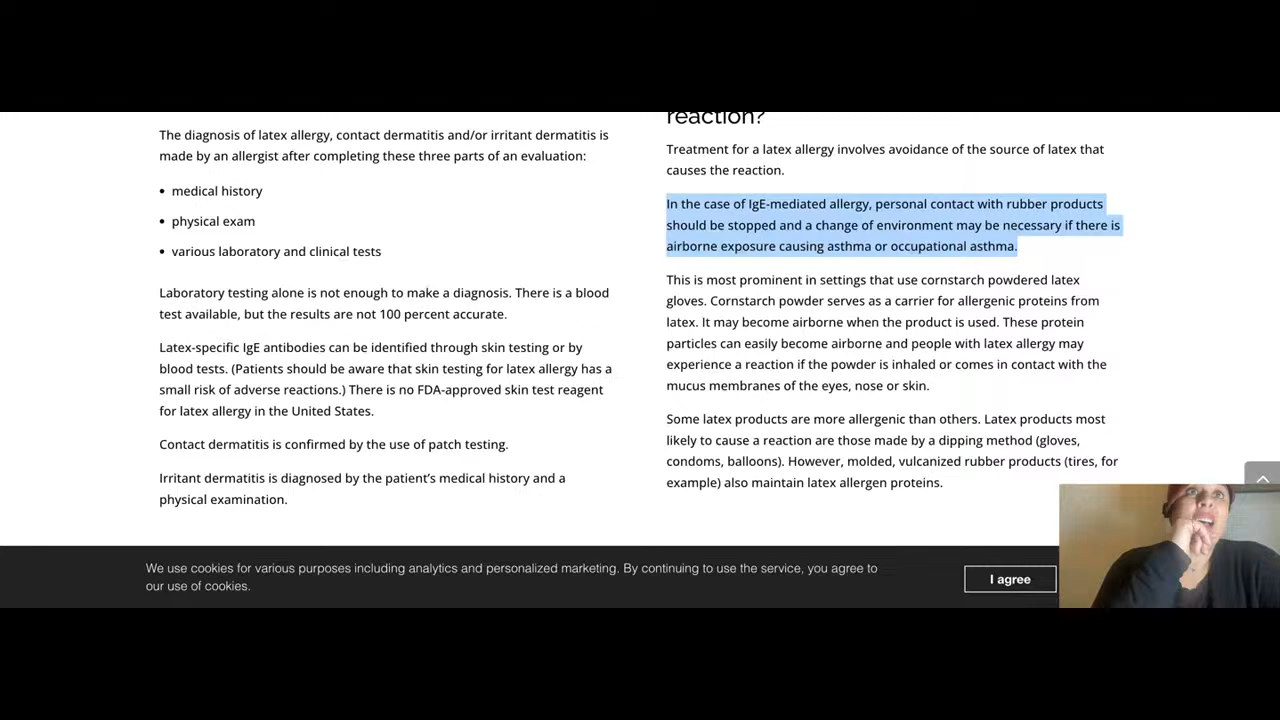 The diagnosis of latex allergy, contact dermatitis and/or irritant dermatitis is
made by an allergist after completing these three parts of an evaluation:
• medical history
• physical exam
• various laboratory and clinical tests
Laboratory testing alone is not enough to make a diagnosis. There is a blood
test available, but the results are not 100 percent accurate.
Latex-specific IgE antibodies can be identified through skin testing or by
blood tests. (Patients should be aware that skin testing for latex allergy has a
small risk of adverse reactions.) There is no FDA-approved skin test reagent
for latex allergy in the United States.
Contact dermatitis is confirmed by the use of patch testing.
Irritant dermatitis is diagnosed by the patient’s medical history and a
physical examination.
reaction?
Treatment for a latex allergy involves avoidance of the source of latex that
causes the reaction.
In the case of IgE-mediated allergy, personal contact with rubber products
should be stopped and a change of environment may be necessary if there is
airborne exposure causing asthma or occupational asthma.
This is most prominent in settings that use cornstarch powdered latex
gloves. Cornstarch powder serves as a carrier for allergenic proteins from
latex. It may become airborne when the product is used. These protein
particles can easily become airborne and people with latex allergy may
experience a reaction if the powder is inhaled or comes in contact with the
mucus membranes of the eyes, nose or skin.
Some latex products are more allergenic than others. Latex products most
likely to cause a reaction are those made by a dipping method (gloves,
condoms, balloons). However, molded, vulcanized rubber products (tires, for
example) also maintain latex allergen proteins.
We use cookies for various purposes including analytics and personalized marketing. By continuing to use the service, you agree to
our use of cookies.
I agree